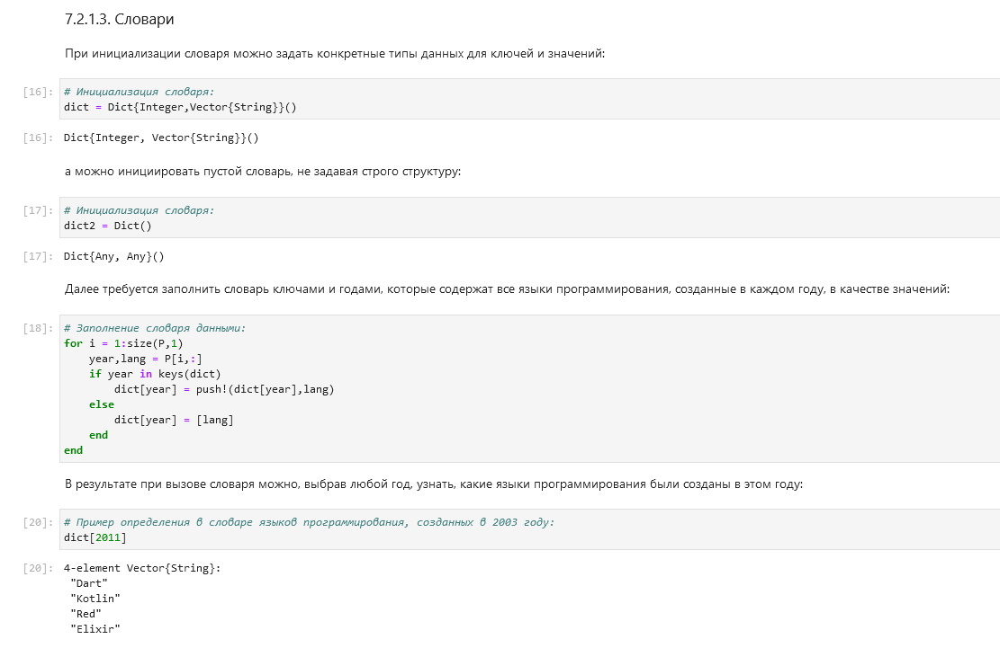 7.2.1.3. Словари
При инициализации словаря можно задать конкретные типы данных для ключей и значений:
[16]: # Инициализация словаря:
dict = Dict{Integer,Vector{String}}()
[16]: Dict{Integer, Vector{String}}()
а можно инициировать пустой словарь, не задавая строго структуру:
[17]: # Инициализация словаря:
dict2 = Dict()
[17]: Dict{Any, Any}()
Далее требуется заполнить словарь ключами и годами, которые содержат все языки программирования, созданные в каждом году, в качестве значений:
[18]: # Заполнение словаря данными:
for i = 1:size(P,1)
    year,lang = P[i,:]
    if year in keys(dict)
        dict[year] = push!(dict[year],lang)
    else
        dict[year] = [lang]
    end
end
В результате при вызове словаря можно, выбрав любой год, узнать, какие языки программирования были созданы в этом году:
[20]: # Пример определения в словаре языков программирования, созданных в 2003 году:
dict[2011]
[20]: 4-element Vector{String}:
 "Dart"
 "Kotlin"
 "Red"
 "Elixir"